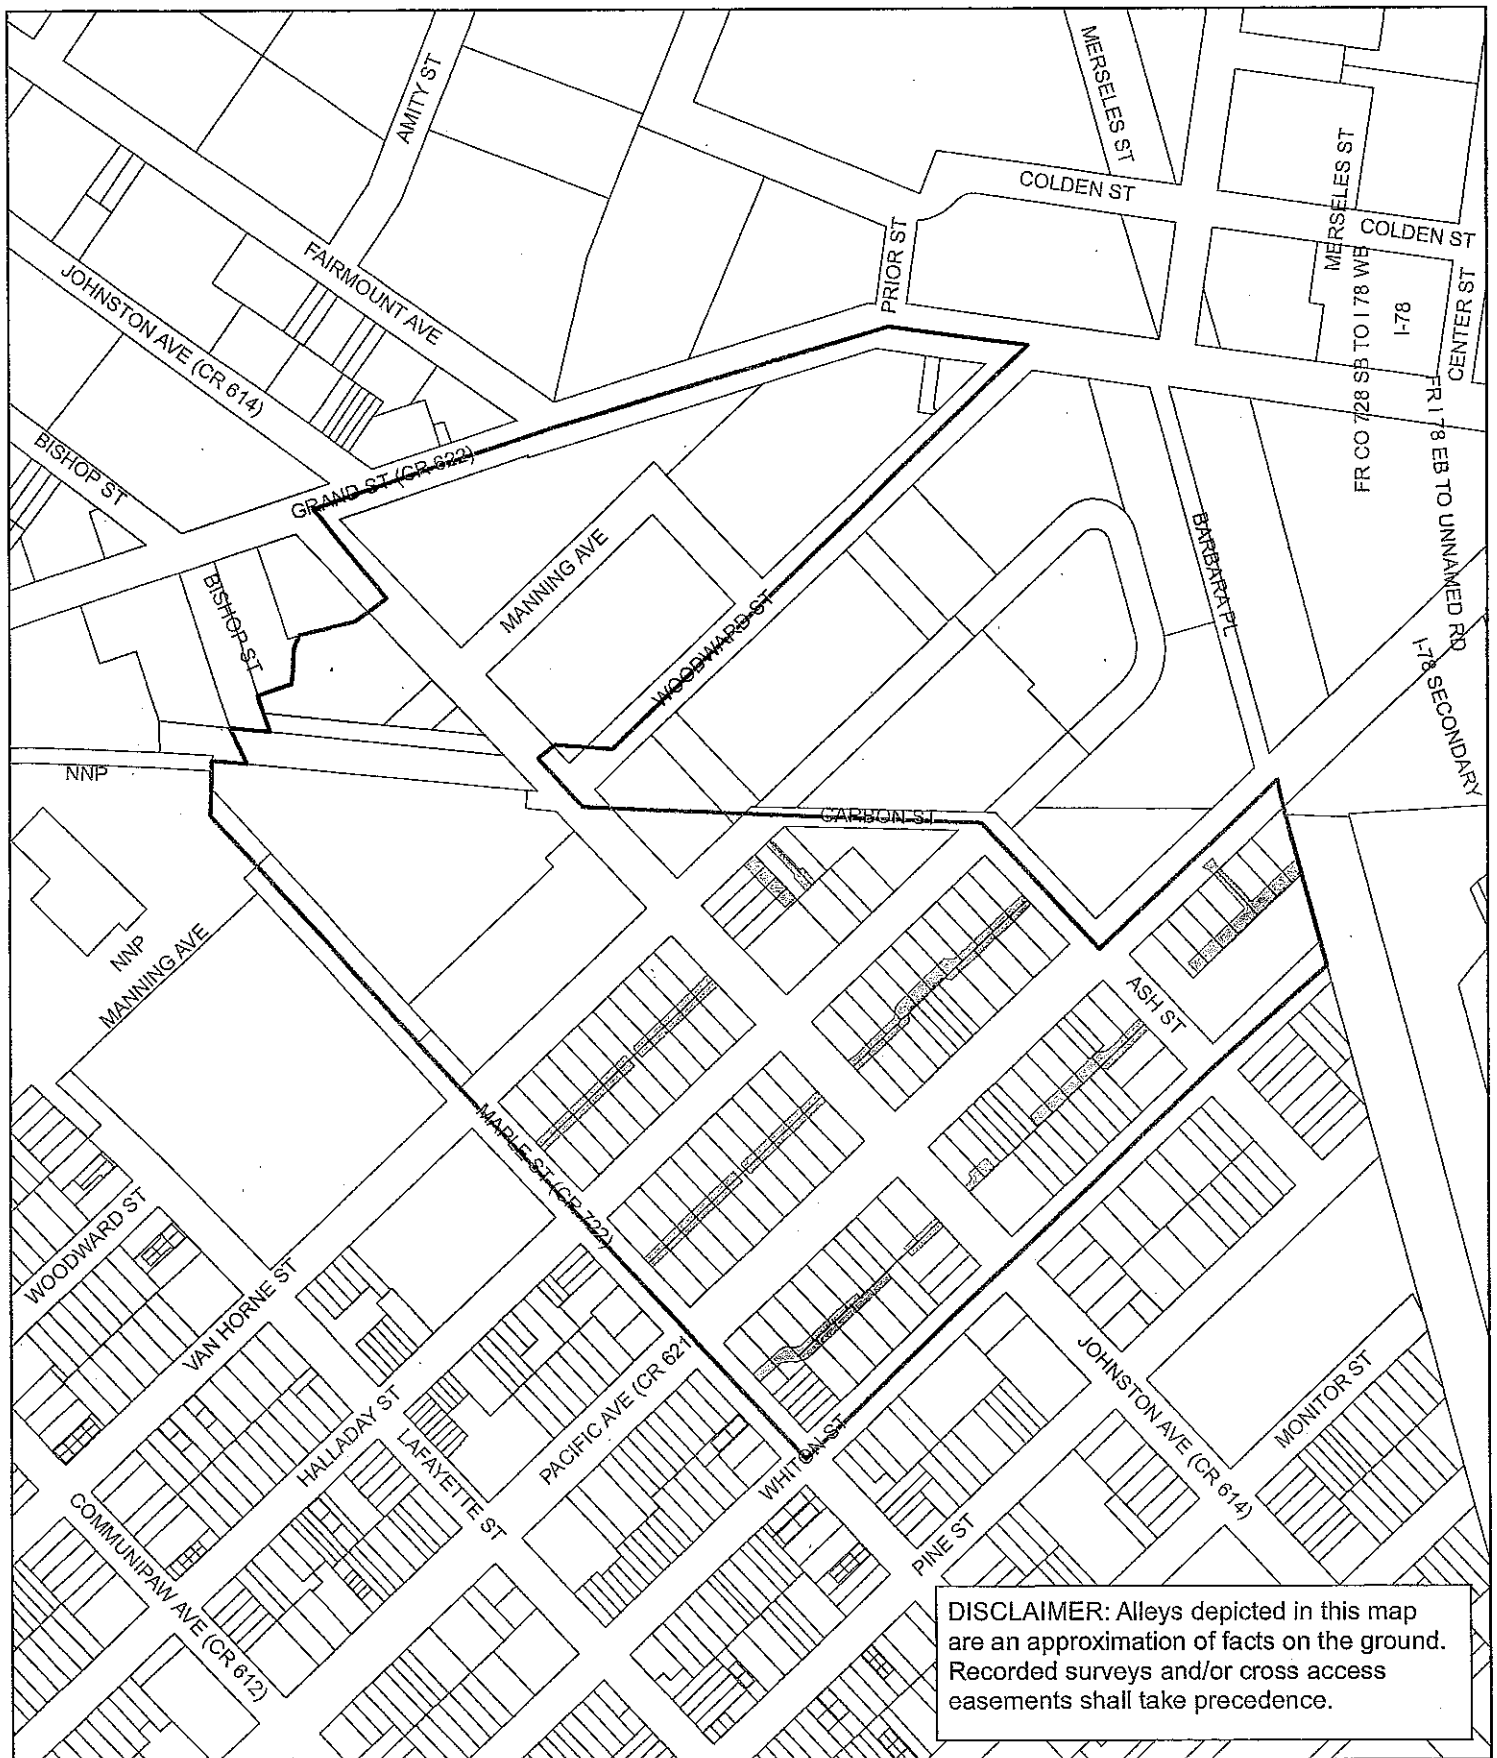 AMITY ST
MERSELES ST
COLDEN ST
MERSELES ST
COLDEN ST
PRIOR ST
FAIRMOUNT AVE
JOHNSTON AVE (CR 614)
FR CO 728 SB TO I 78 WB
I-78
CENTER ST
BISHOP ST
GRAND ST (CR 622)
FR I 78 EB TO UNNAMED RD
BARBARA PL
MANNING AVE
BISHOP ST
WOODWARD ST
I-78 SECONDARY
NNP
CARBON ST
NNP
MANNING AVE
ASH ST
MAPLE ST (CR 722)
WOODWARD ST
VAN HORNE ST
HALLADAY ST
LAFAYETTE ST
PACIFIC AVE (CR 621
JOHNSTON AVE (CR 614)
MONITOR ST
WHITON ST
PINE ST
COMMUNIPAW AVE (CR 612)
DISCLAIMER: Alleys depicted in this map
are an approximation of facts on the ground.
Recorded surveys and/or cross access
easements shall take precedence.